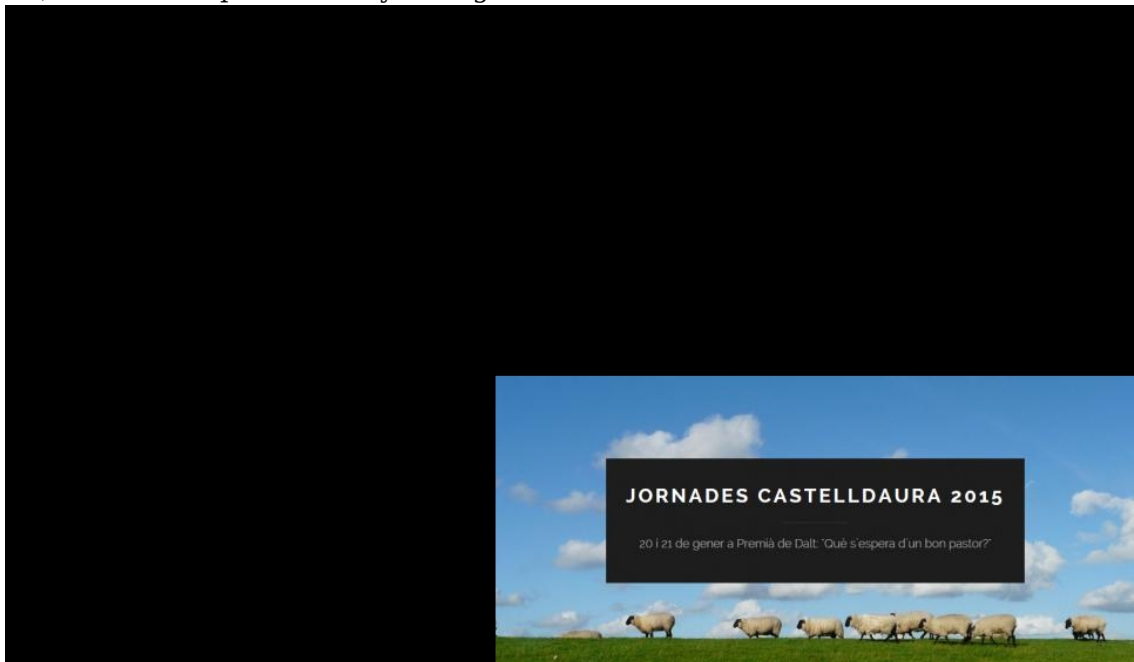 JORNADES CASTELLDAURA 2015
20 i 21 de gener a Premià de Dalt: "Què s'espera d'un bon pastor?"